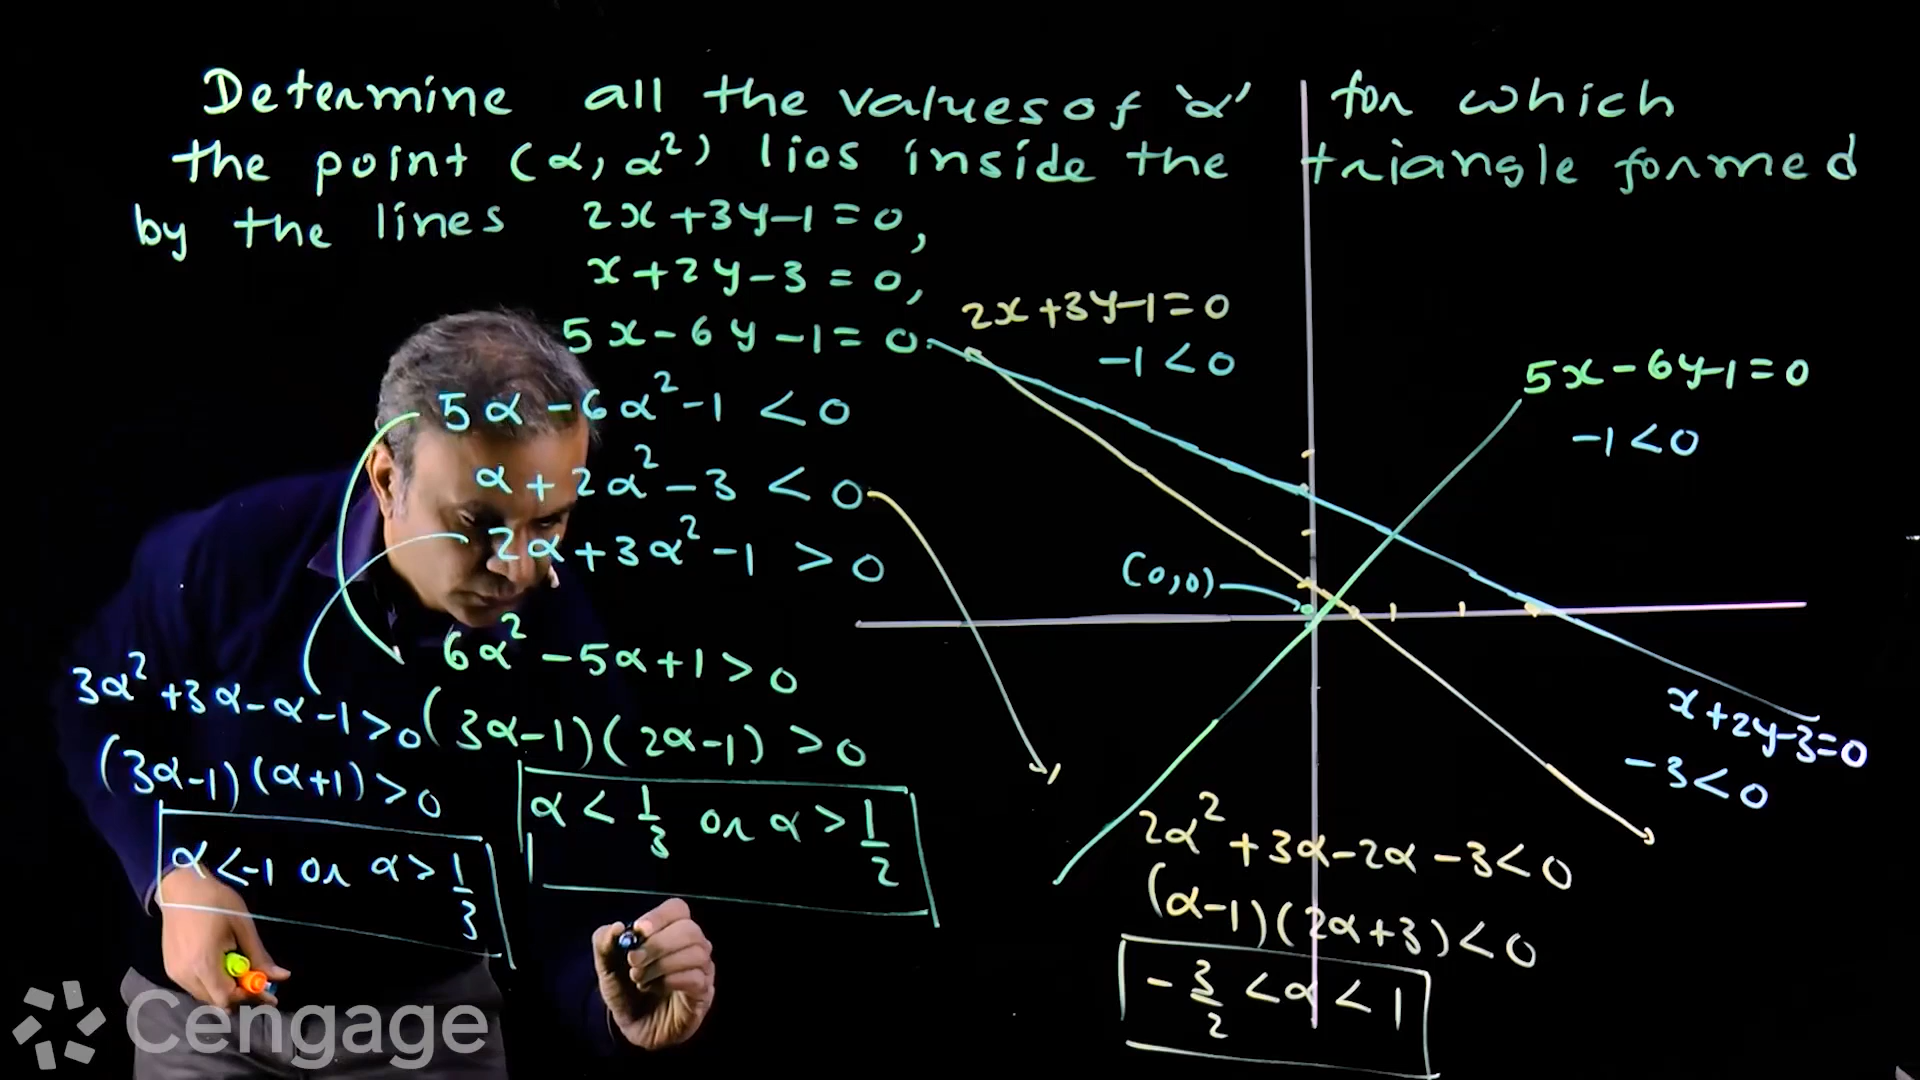 Determine all the values of 'α' for which
the point (α, α²) lies inside the triangle formed
by the lines 2x+3y-1=0,
x+2y-3=0,
5x-6y-1=0.
5α-6α²-1<0
α+2α²-3<0
2α+3α²-1>0
6α²-5α+1>0
(3α-1)(2α-1)>0
α<1/3 or α>1/2
3α²+3α-α-1>0
(3α-1)(α+1)>0
α<-1 or α>1/3
2x+3y-1=0
-1<0
5x-6y-1=0
-1<0
(0,0)
x+2y-3=0
-3<0
2α²+3α-2α-3<0
(α-1)(2α+3)<0
-3/2<α<1
Cengage